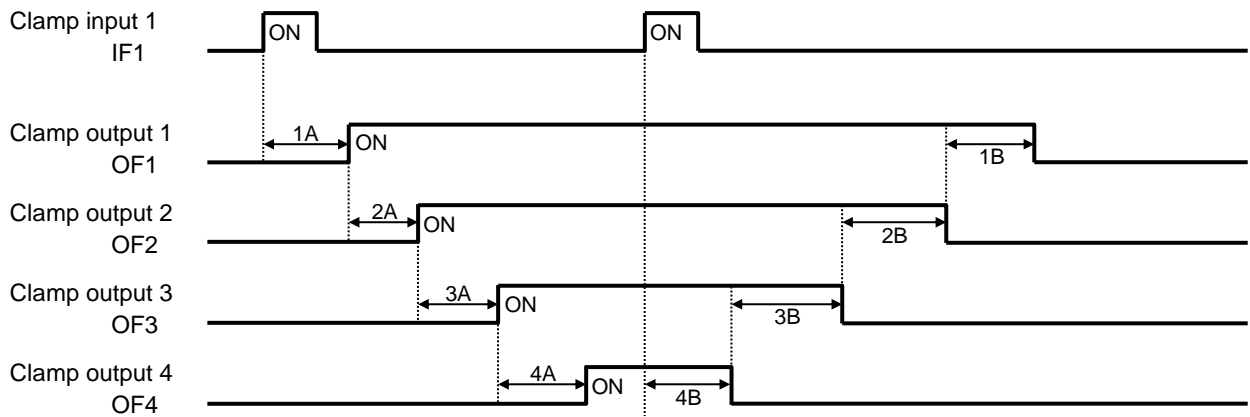 Clamp input 1
IF1
ON
ON
Clamp output 1
OF1
1A
ON
1B
Clamp output 2
OF2
2A
ON
2B
Clamp output 3
OF3
3A
ON
3B
Clamp output 4
OF4
4A
ON
4B